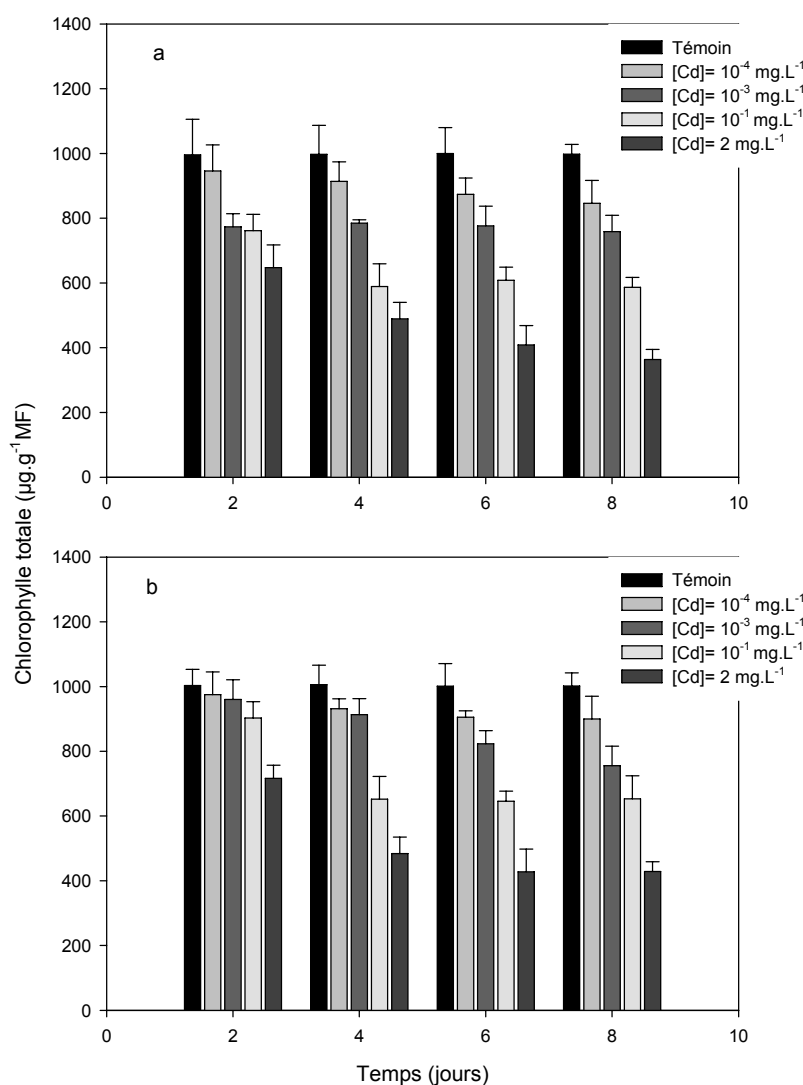 1400
1200
1000
800
600
400
200
0
a
Témoin
[Cd]= 10⁻⁴ mg.L⁻¹
[Cd]= 10⁻³ mg.L⁻¹
[Cd]= 10⁻¹ mg.L⁻¹
[Cd]= 2 mg.L⁻¹
0 2 4 6 8 10
Chlorophylle totale (µg.g⁻¹MF)
1400
1200
1000
800
600
400
200
0
b
Témoin
[Cd]= 10⁻⁴ mg.L⁻¹
[Cd]= 10⁻³ mg.L⁻¹
[Cd]= 10⁻¹ mg.L⁻¹
[Cd]= 2 mg.L⁻¹
0 2 4 6 8 10
Temps (jours)